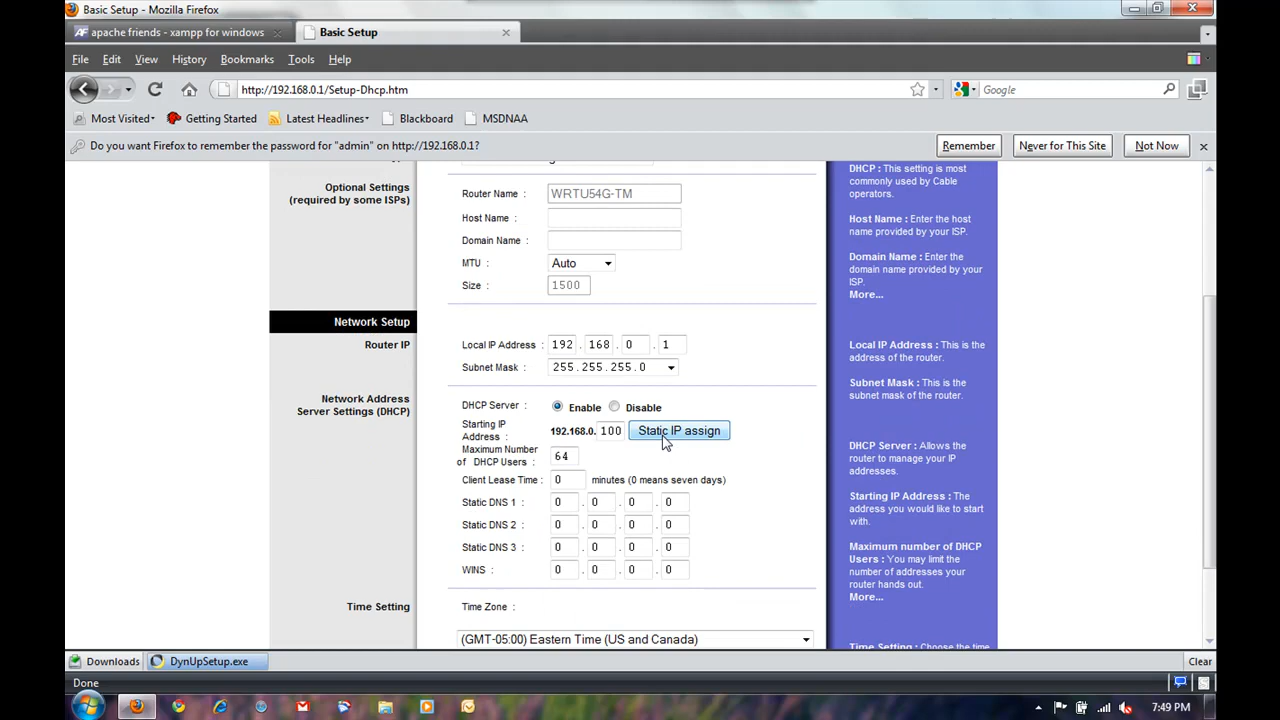 Basic Setup - Mozilla Firefox
apache friends - xampp for windows
Basic Setup
File Edit View History Bookmarks Tools Help
http://192.168.0.1/Setup-Dhcp.htm
Google
Most Visited
Getting Started
Latest Headlines
Blackboard
MSDNAA
Do you want Firefox to remember the password for "admin" on http://192.168.0.1?
Remember
Never for This Site
Not Now
Optional Settings
(required by some ISPs)
Router Name :
WRTU54G-TM
Host Name :
Domain Name :
MTU :
Auto
Size :
1500
Network Setup
Router IP
Local IP Address :
192 . 168 . 0 . 1
Subnet Mask :
255.255.255.0
Network Address
Server Settings (DHCP)
DHCP Server :
Enable
Disable
Starting IP
Address :
192.168.0. 100
Static IP assign
Maximum Number
of DHCP Users :
64
Client Lease Time :
0
minutes (0 means seven days)
Static DNS 1 :
0 . 0 . 0 . 0
Static DNS 2 :
0 . 0 . 0 . 0
Static DNS 3 :
0 . 0 . 0 . 0
WINS :
0 . 0 . 0 . 0
Time Setting
Time Zone :
(GMT-05:00) Eastern Time (US and Canada)
DHCP : This setting is most
commonly used by Cable
operators.
Host Name : Enter the host
name provided by your ISP.
Domain Name : Enter the
domain name provided by your
ISP.
More...
Local IP Address : This is the
address of the router.
Subnet Mask : This is the
subnet mask of the router.
DHCP Server : Allows the
router to manage your IP
addresses.
Starting IP Address : The
address you would like to start
with.
Maximum number of DHCP
Users : You may limit the
number of addresses your
router hands out.
More...
Time Setting : Choose the time
Downloads
DynUpSetup.exe
Clear
Done
7:49 PM